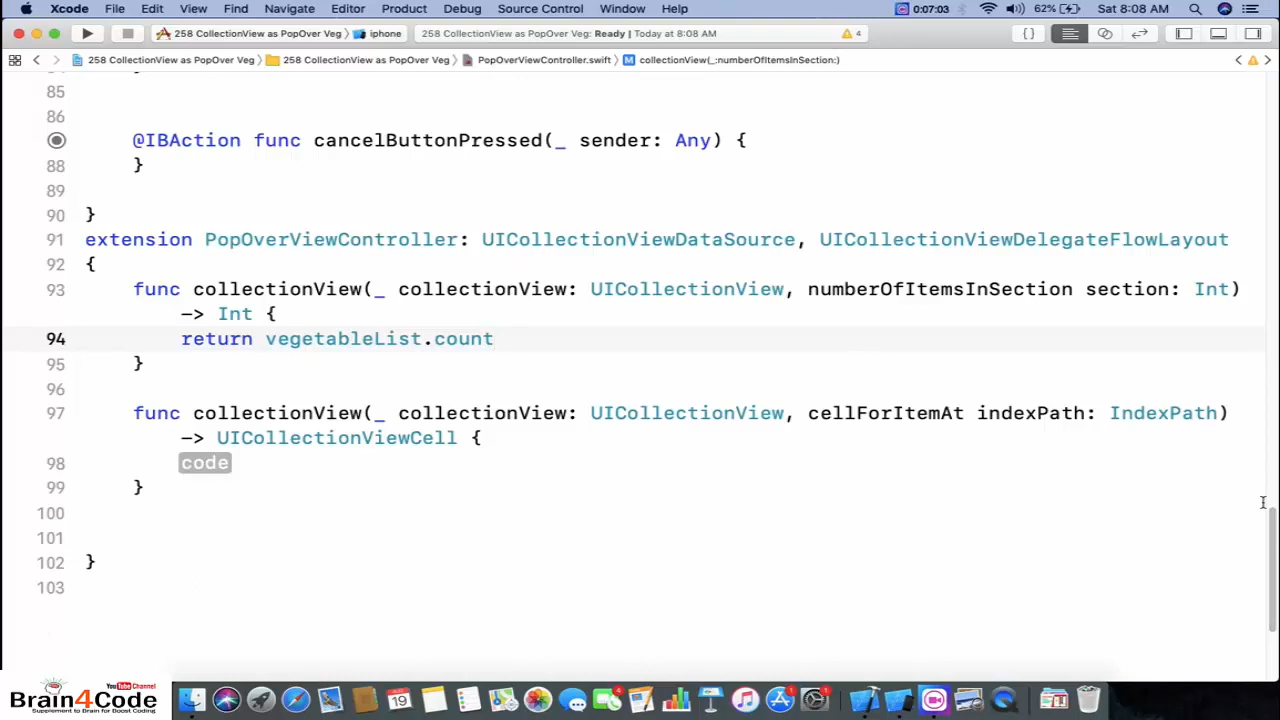 Xcode File Edit View Find Navigate Editor Product Debug Source Control Window Help 0:07:03 62% Sat 8:08 AM
258 CollectionView as PopOver Veg iphone 258 CollectionView as PopOver Veg: Ready | Today at 8:08 AM 4
258 CollectionView as PopOver Veg 258 CollectionView as PopOver Veg PopOverViewController.swift M collectionView(_:numberOfItemsInSection:)
85
86
@IBAction func cancelButtonPressed(_ sender: Any) {
88 }
89
90 }
91 extension PopOverViewController: UICollectionViewDataSource, UICollectionViewDelegateFlowLayout
92 {
93 func collectionView(_ collectionView: UICollectionView, numberOfItemsInSection section: Int)
-> Int {
94 return vegetableList.count
95 }
96
97 func collectionView(_ collectionView: UICollectionView, cellForItemAt indexPath: IndexPath)
-> UICollectionViewCell {
98 code
99 }
100
101
102 }
103
YouTube Channel
Brain4Code
Supplement to Brain for Boost Coding
19
4
1
1